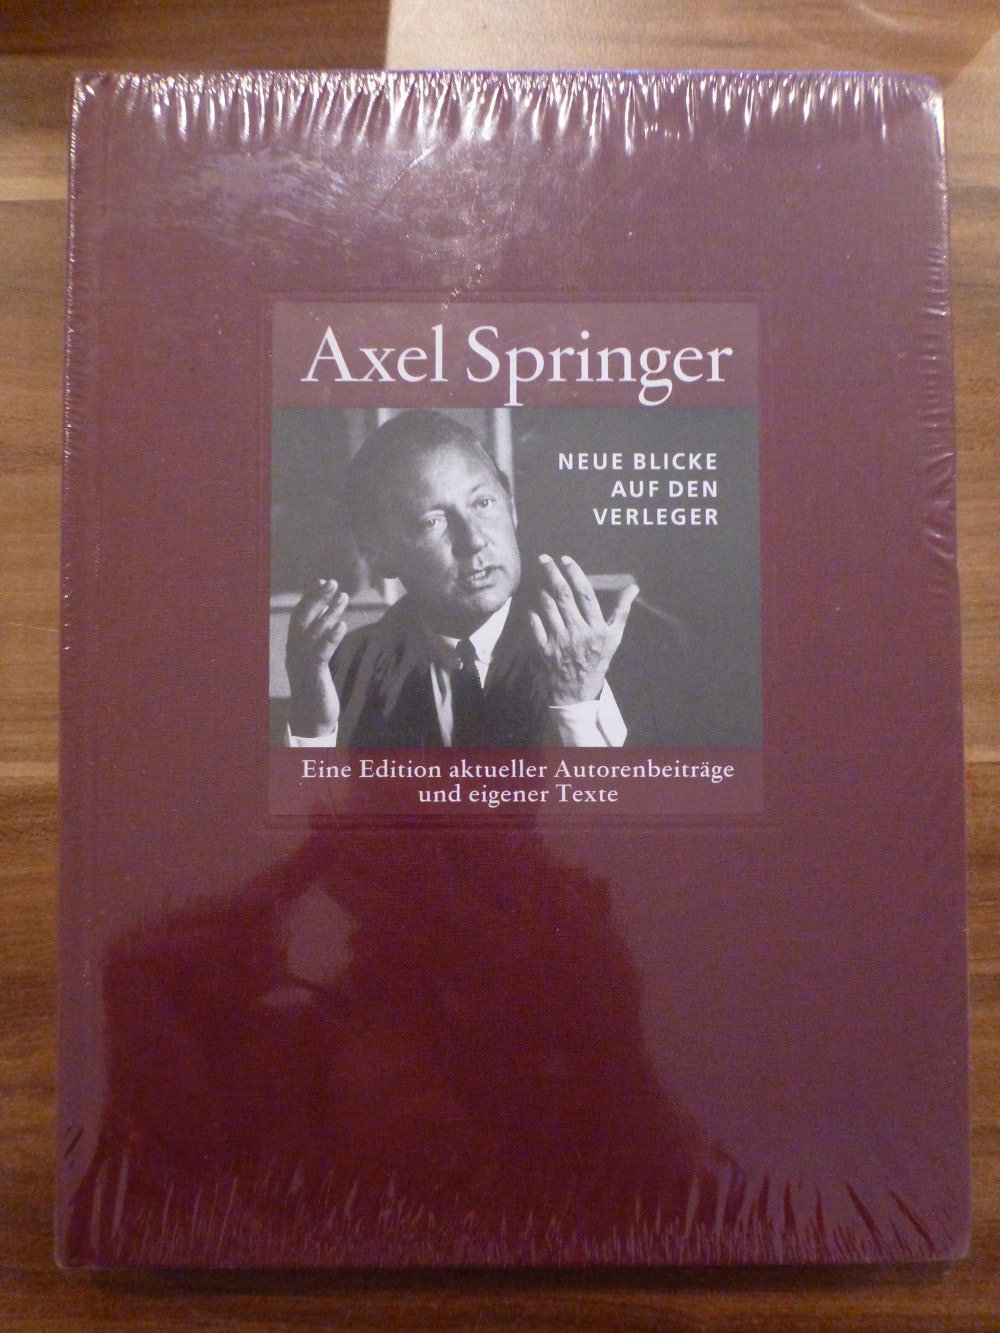 Axel Springer
NEUE BLICKE
AUF DEN
VERLEGER
Eine Edition aktueller Autorenbeiträge
und eigener Texte